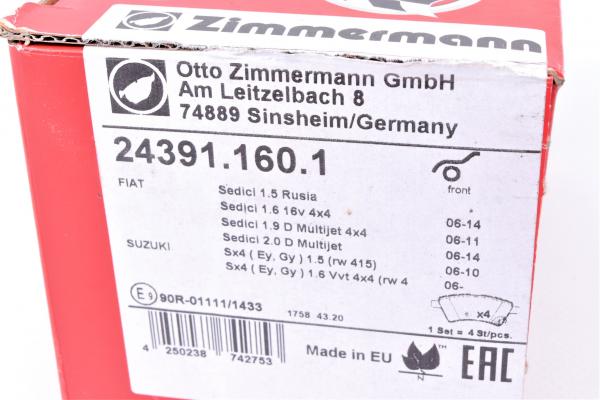 Zimmermann
Otto Zimmermann GmbH
Am Leitzelbach 8
74889 Sinsheim/Germany
24391.160.1
front
FIAT
Sedici 1.5 Rusia
Sedici 1.6 16v 4x4 06-14
Sedici 1.9 D Multijet 4x4 06-11
Sedici 2.0 D Multijet 06-14
SUZUKI Sx4 ( Ey, Gy ) 1.5 (rw 415) 06-10
Sx4 ( Ey, Gy ) 1.6 Vvt 4x4 (rw 4 06-
E9 90R-01111/1433
1758 43.20
x4
1 Set = 4 St/pcs.
4 250238 742753
Made in EU
N
™
EAC